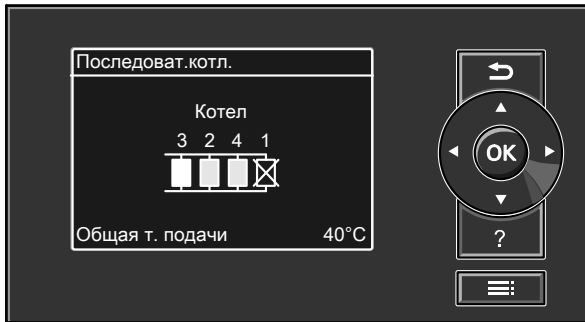 Последоват.котл.
Котел
3 2 4 1
Общая т. подачи 40°C
OK
?